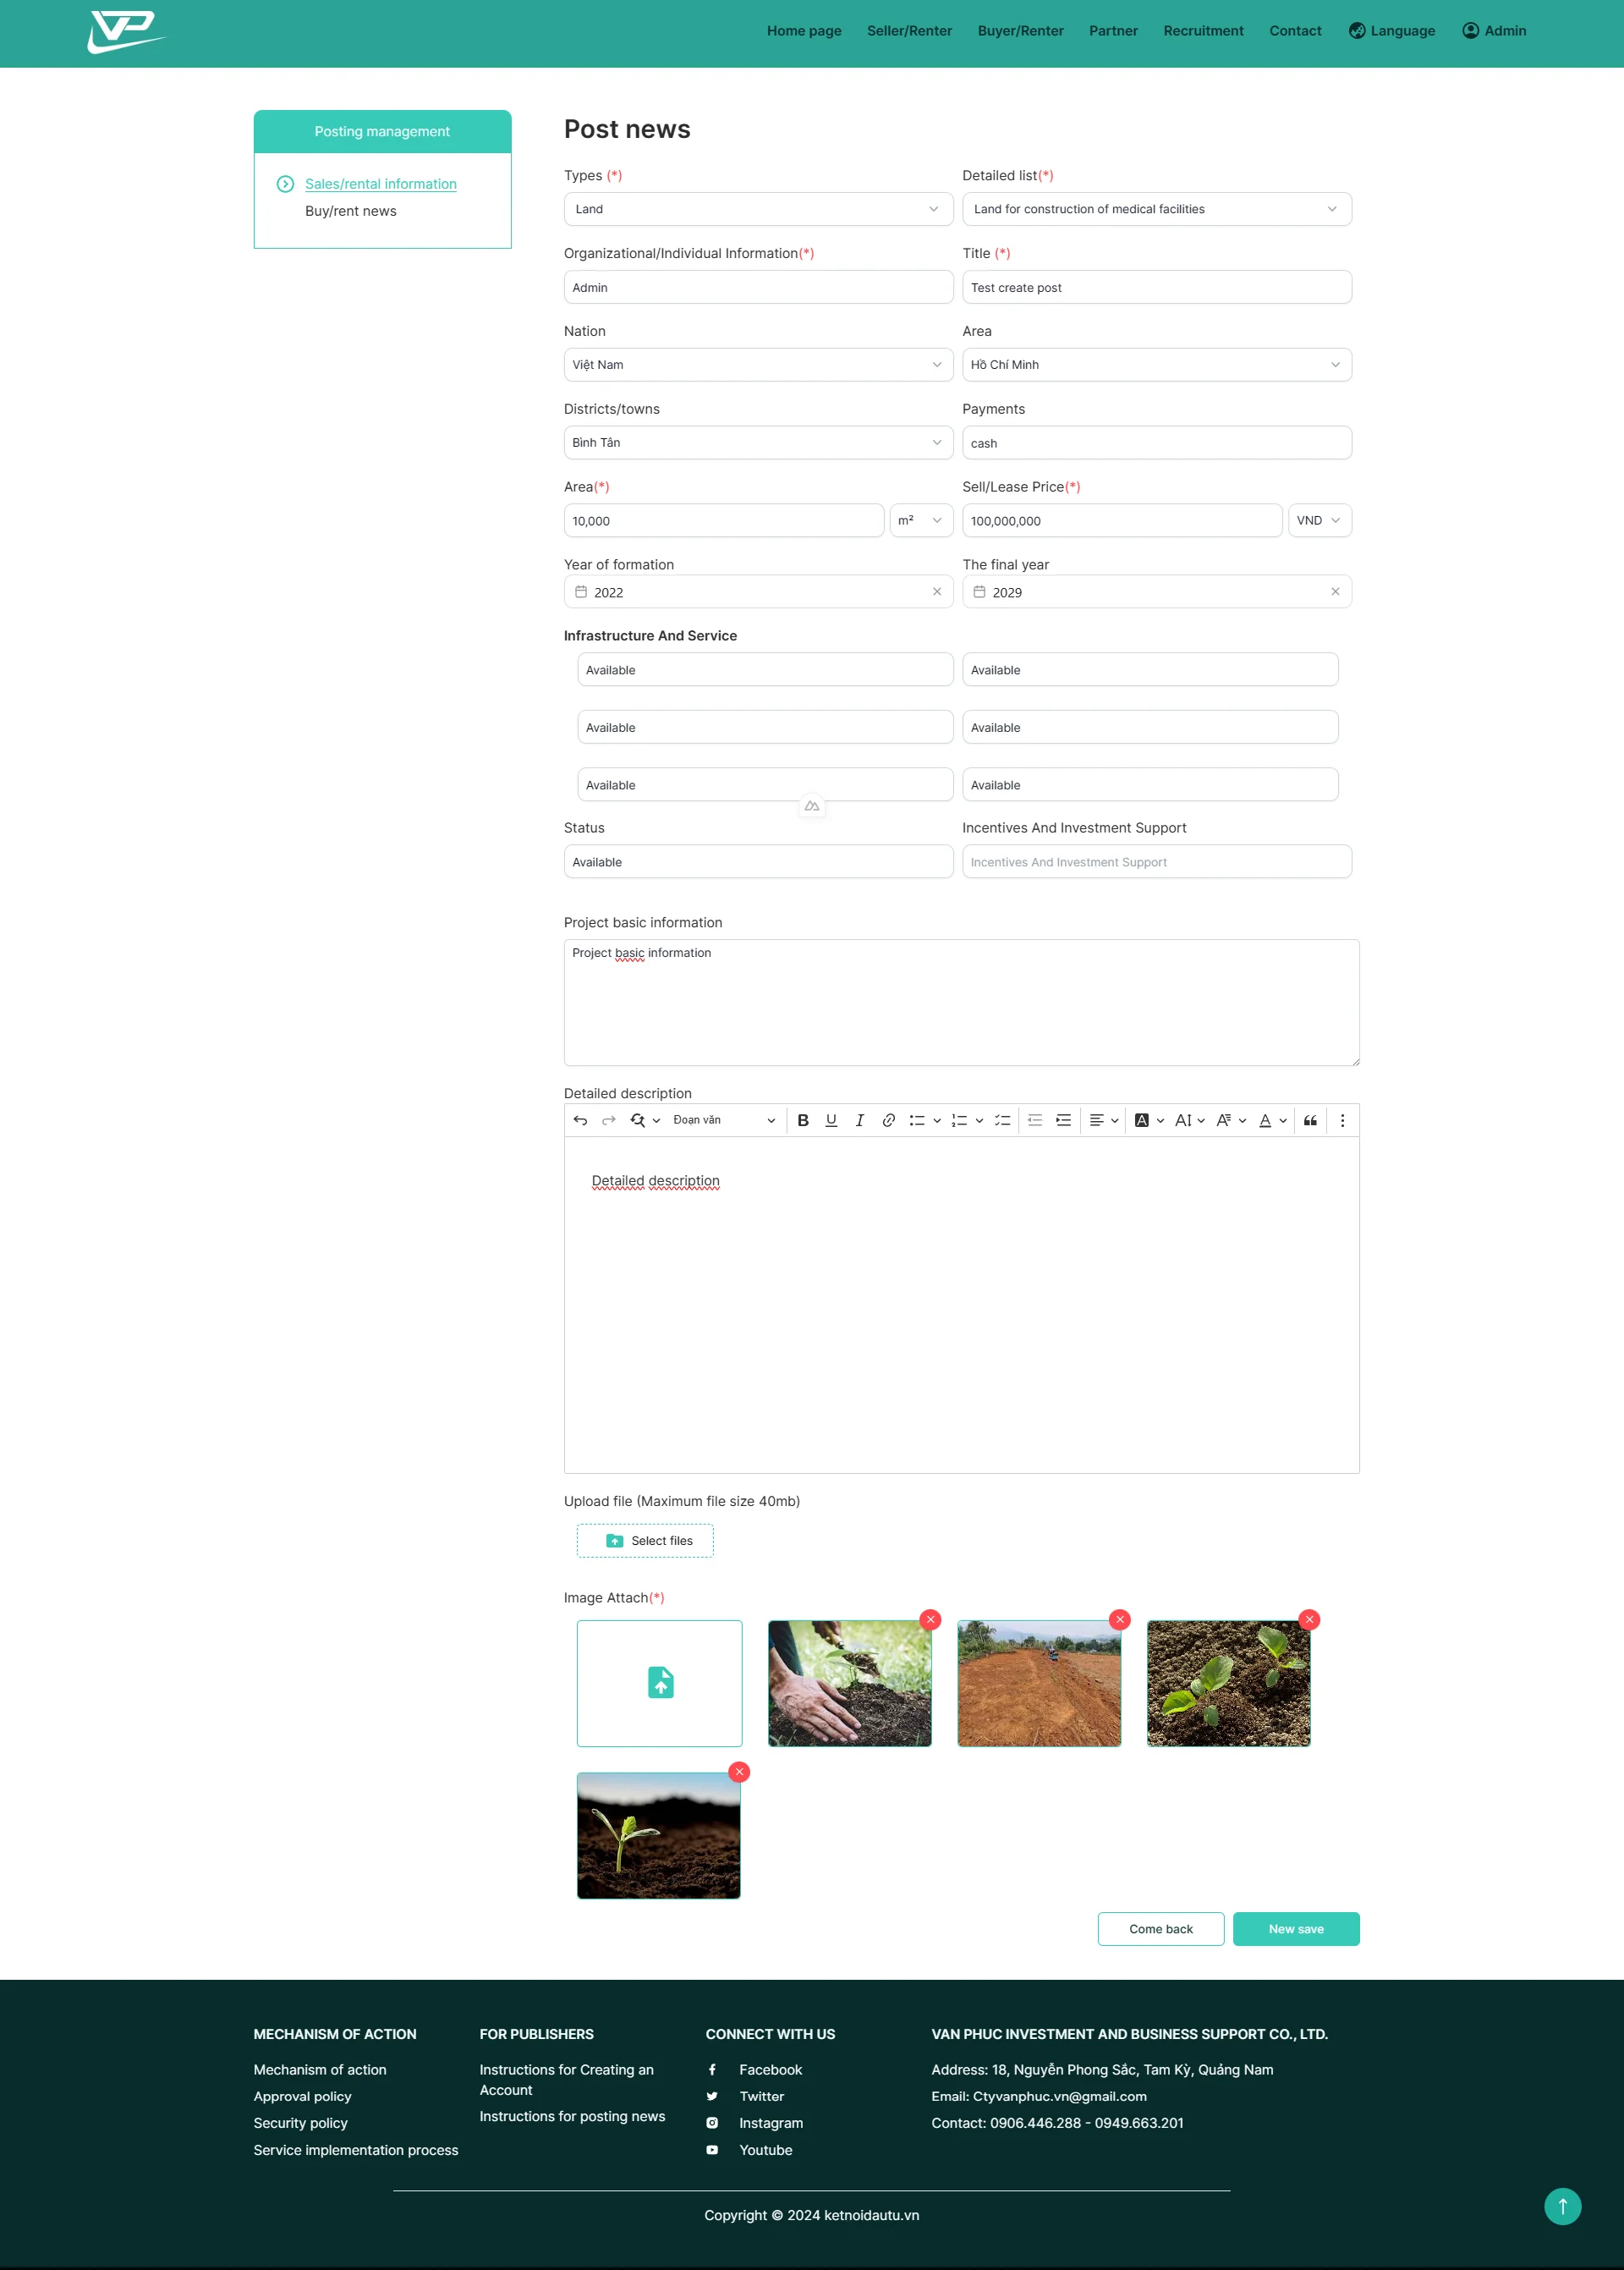 VP
Home page Seller/Renter Buyer/Renter Partner Recruitment Contact Language Admin
Posting management
Sales/rental information
Buy/rent news
Post news
Types (*) Detailed list(*)
Land Land for construction of medical facilities
Organizational/Individual Information(*) Title (*)
Admin Test create post
Nation Area
Việt Nam Hồ Chí Minh
Districts/towns Payments
Bình Tân cash
Area(*) Sell/Lease Price(*)
10,000 m² 100,000,000 VND
Year of formation The final year
2022 2029
Infrastructure And Service
Available Available
Available Available
Available Available
Status Incentives And Investment Support
Available Incentives And Investment Support
Project basic information
Project basic information
Detailed description
Đoạn văn
Detailed description
Upload file (Maximum file size 40mb)
Select files
Image Attach(*)
Come back New save
MECHANISM OF ACTION
Mechanism of action
Approval policy
Security policy
Service implementation process
FOR PUBLISHERS
Instructions for Creating an
Account
Instructions for posting news
CONNECT WITH US
Facebook
Twitter
Instagram
Youtube
VAN PHUC INVESTMENT AND BUSINESS SUPPORT CO., LTD.
Address: 18, Nguyễn Phong Sắc, Tam Kỳ, Quảng Nam
Email: Ctyvanphuc.vn@gmail.com
Contact: 0906.446.288 - 0949.663.201
Copyright © 2024 ketnoidautu.vn